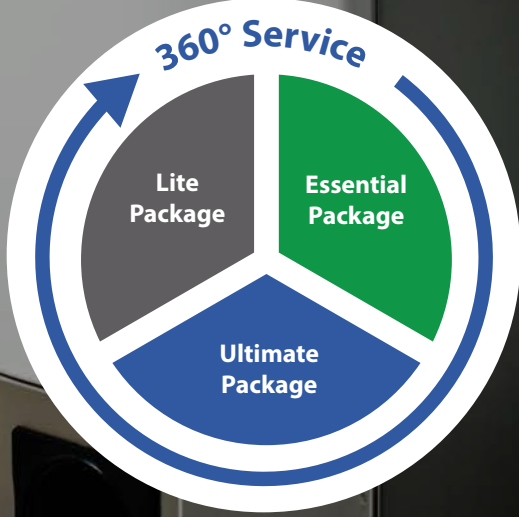 360° Service
Lite
Package
Essential
Package
Ultimate
Package